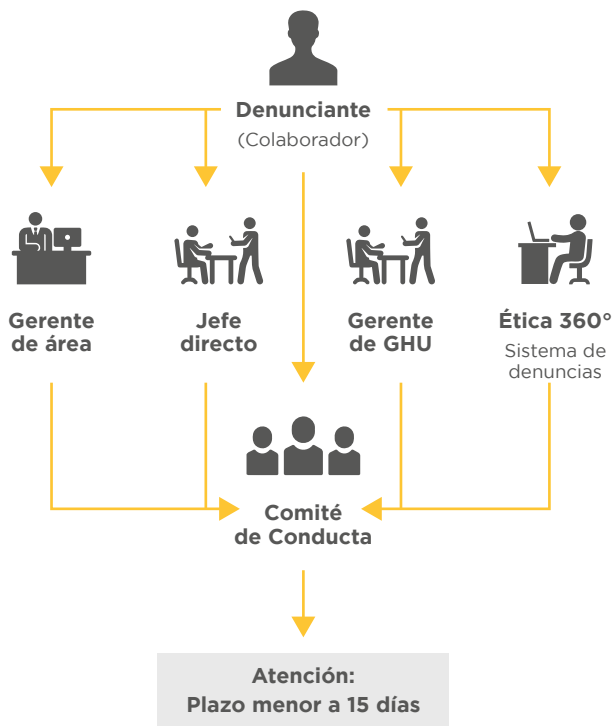 Denunciante
(Colaborador)
Gerente
de área
Jefe
directo
Gerente
de GHU
Ética 360°
Sistema de
denuncias
Comité
de Conducta
Atención:
Plazo menor a 15 días